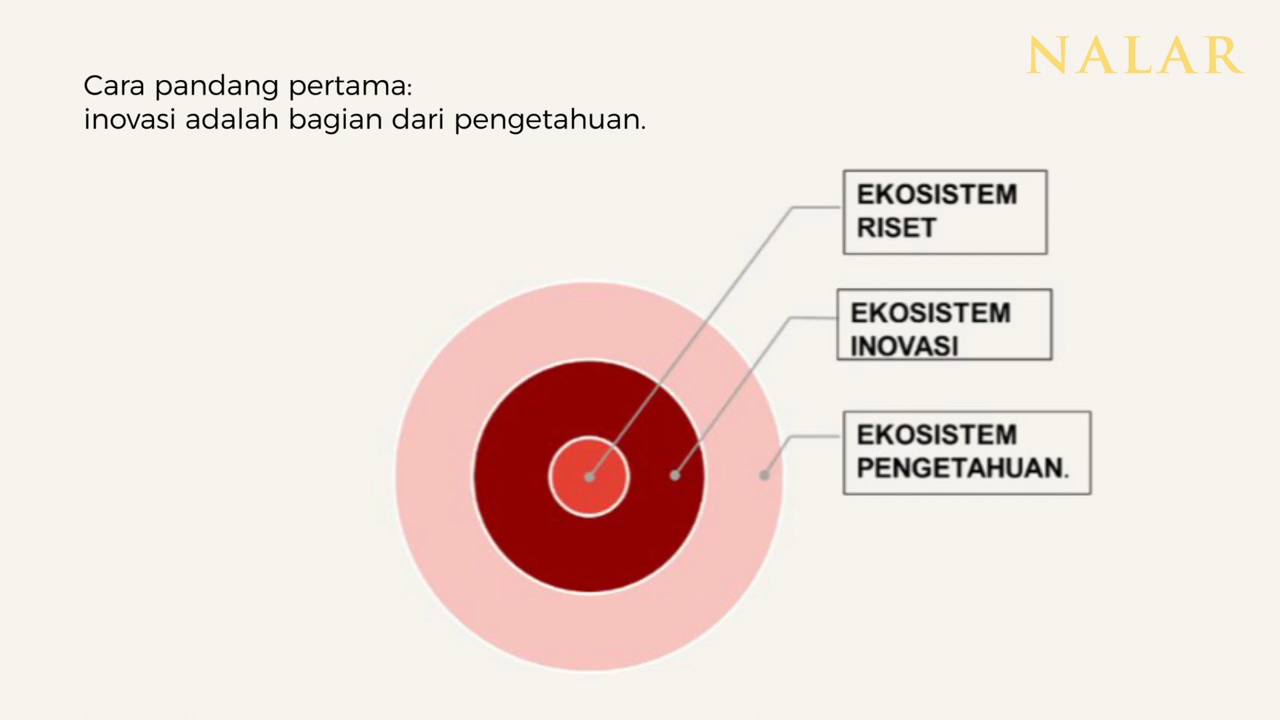 NALAR
Cara pandang pertama:
inovasi adalah bagian dari pengetahuan.
EKOSISTEM
RISET
EKOSISTEM
INOVASI
EKOSISTEM
PENGETAHUAN.